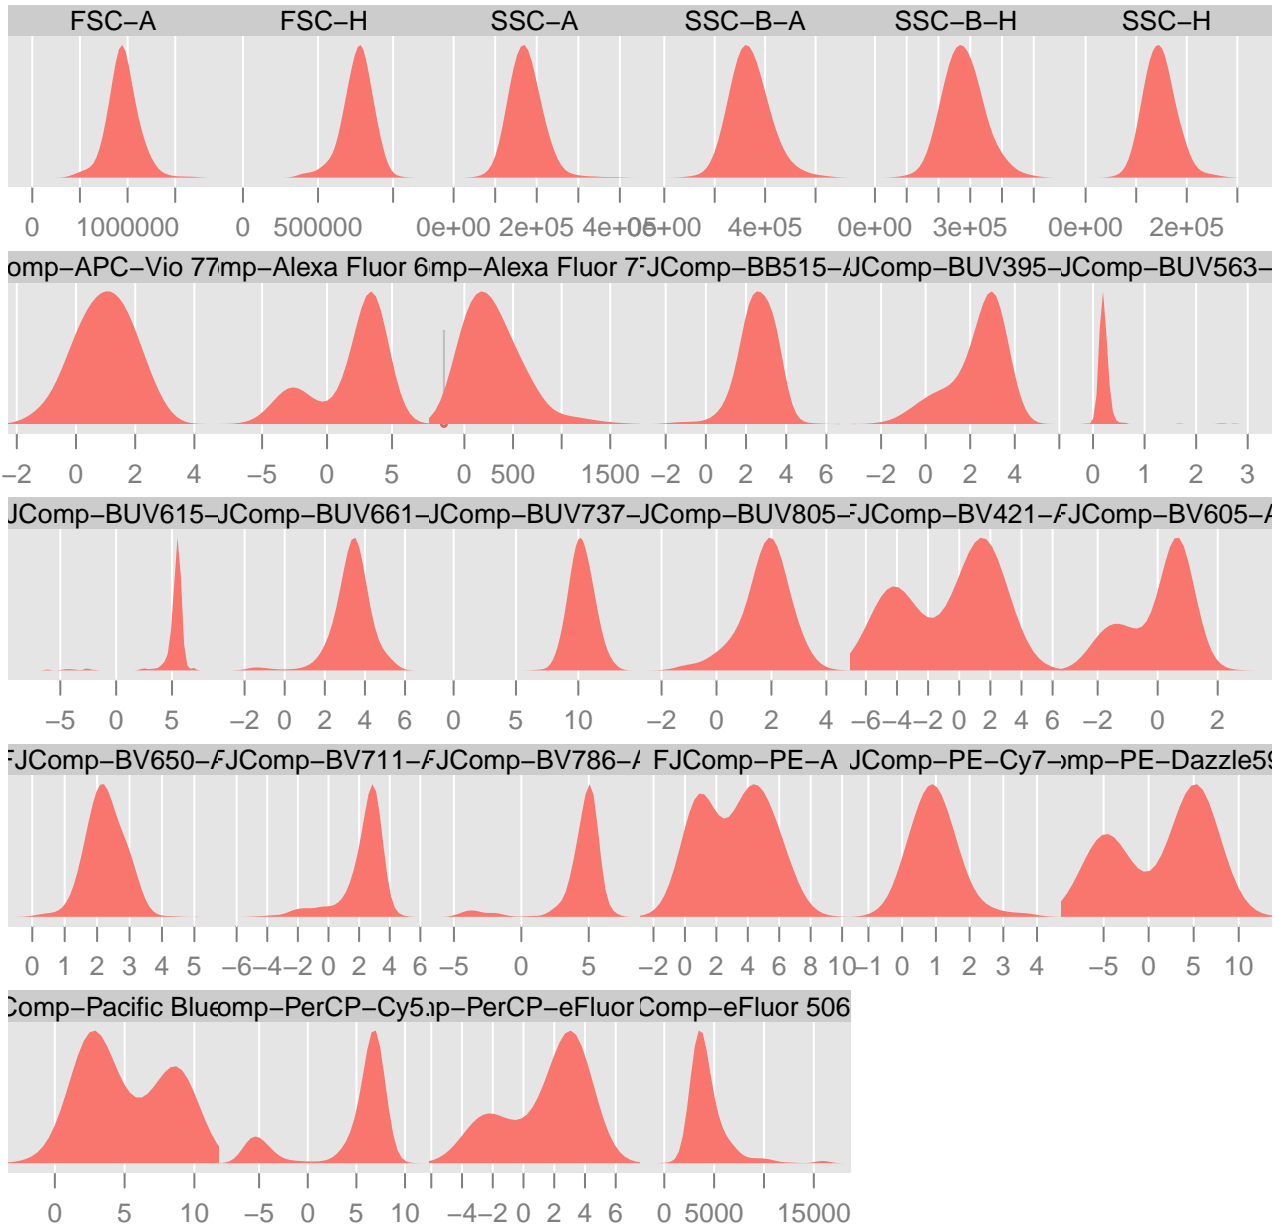 FSC−A FSC−H SSC−A SSC−B−A SSC−B−H SSC−H
0 1000000 0 500000 0e+00 2e+05 4e+05 e+00 4e+05 0e+00 3e+05 0e+00 2e+05
omp−APC−Vio 77 mp−Alexa Fluor 6 mp−Alexa Fluor 7 JComp−BB515−A JComp−BUV395− JComp−BUV563−
−2 0 2 4 −5 0 5 0 500 1500 −2 0 2 4 6 −2 0 2 4 0 1 2 3
JComp−BUV615− JComp−BUV661− JComp−BUV737− JComp−BUV805− FJComp−BV421−A FJComp−BV605−A
−5 0 5 −2 0 2 4 6 0 5 10 −2 0 2 4 −6 −4 −2 0 2 4 6 −2 0 2
FJComp−BV650−A FJComp−BV711−A FJComp−BV786−A FJComp−PE−A JComp−PE−Cy7− omp−PE−Dazzle59
0 1 2 3 4 5 −6 −4 −2 0 2 4 6 −5 0 5 −2 0 2 4 6 8 10 −1 0 1 2 3 4 −5 0 5 10
Comp−Pacific Blue omp−PerCP−Cy5. mp−PerCP−eFluor Comp−eFluor 506
0 5 10 −5 0 5 10 −4 −2 0 2 4 6 0 5000 15000